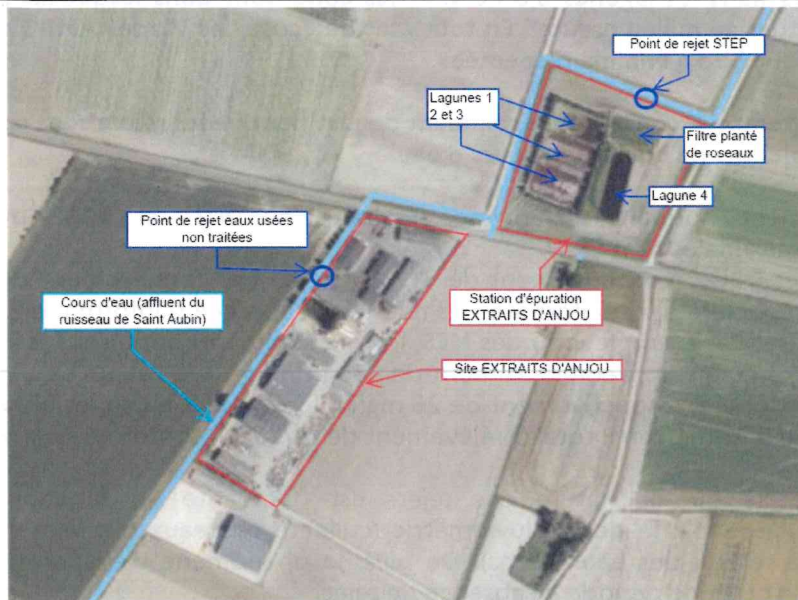 Point de rejet STEP
Lagunes 1
2 et 3
Filtre planté
de roseaux
Lagune 4
Point de rejet eaux usées
non traitées
Cours d'eau (affluent du
ruisseau de Saint Aubin)
Station d'épuration
EXTRAITS D'ANJOU
Site EXTRAITS D'ANJOU